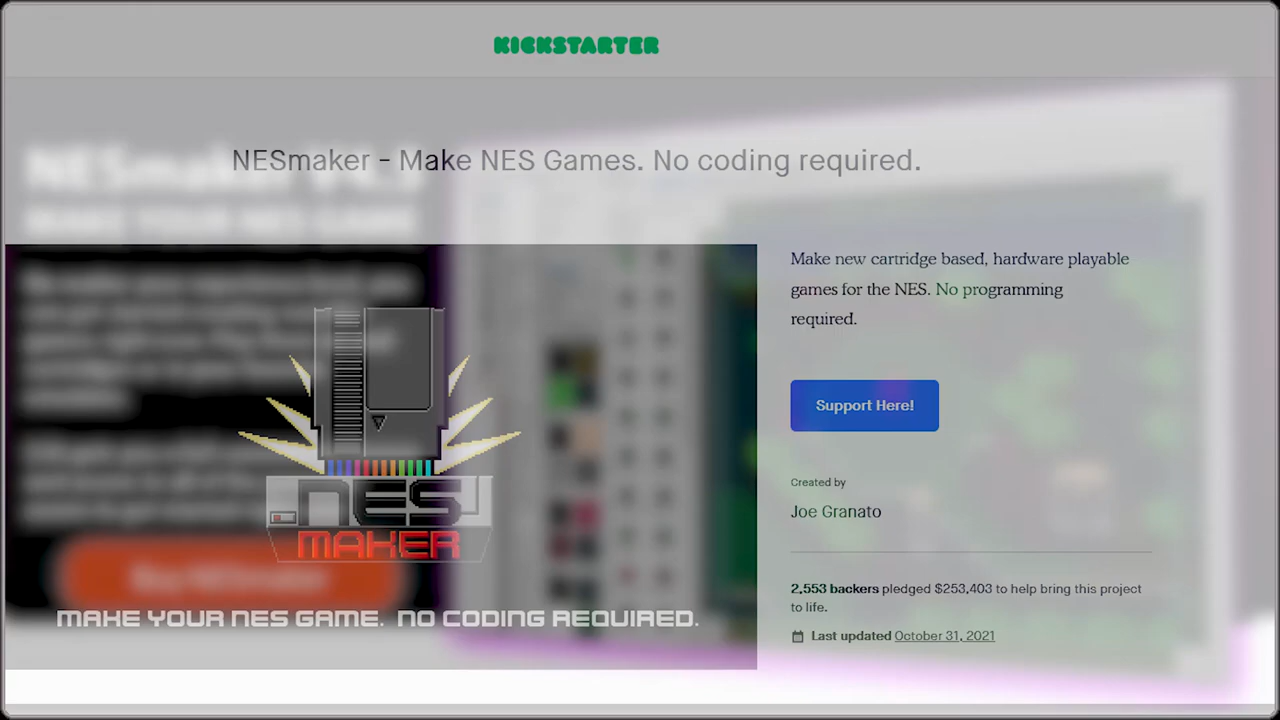 KICKSTARTER
NESmaker - Make NES Games. No coding required.
Make new cartridge based, hardware playable
games for the NES. No programming
required.
Support Here!
Created by
Joe Granato
2,553 backers pledged $253,403 to help bring this project
to life.
Last updated October 31, 2021
NES
MAKER
MAKE YOUR NES GAME. NO CODING REQUIRED.
Buy NESmaker